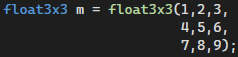 float3x3 m = float3x3(1,2,3,
4,5,6,
7,8,9);